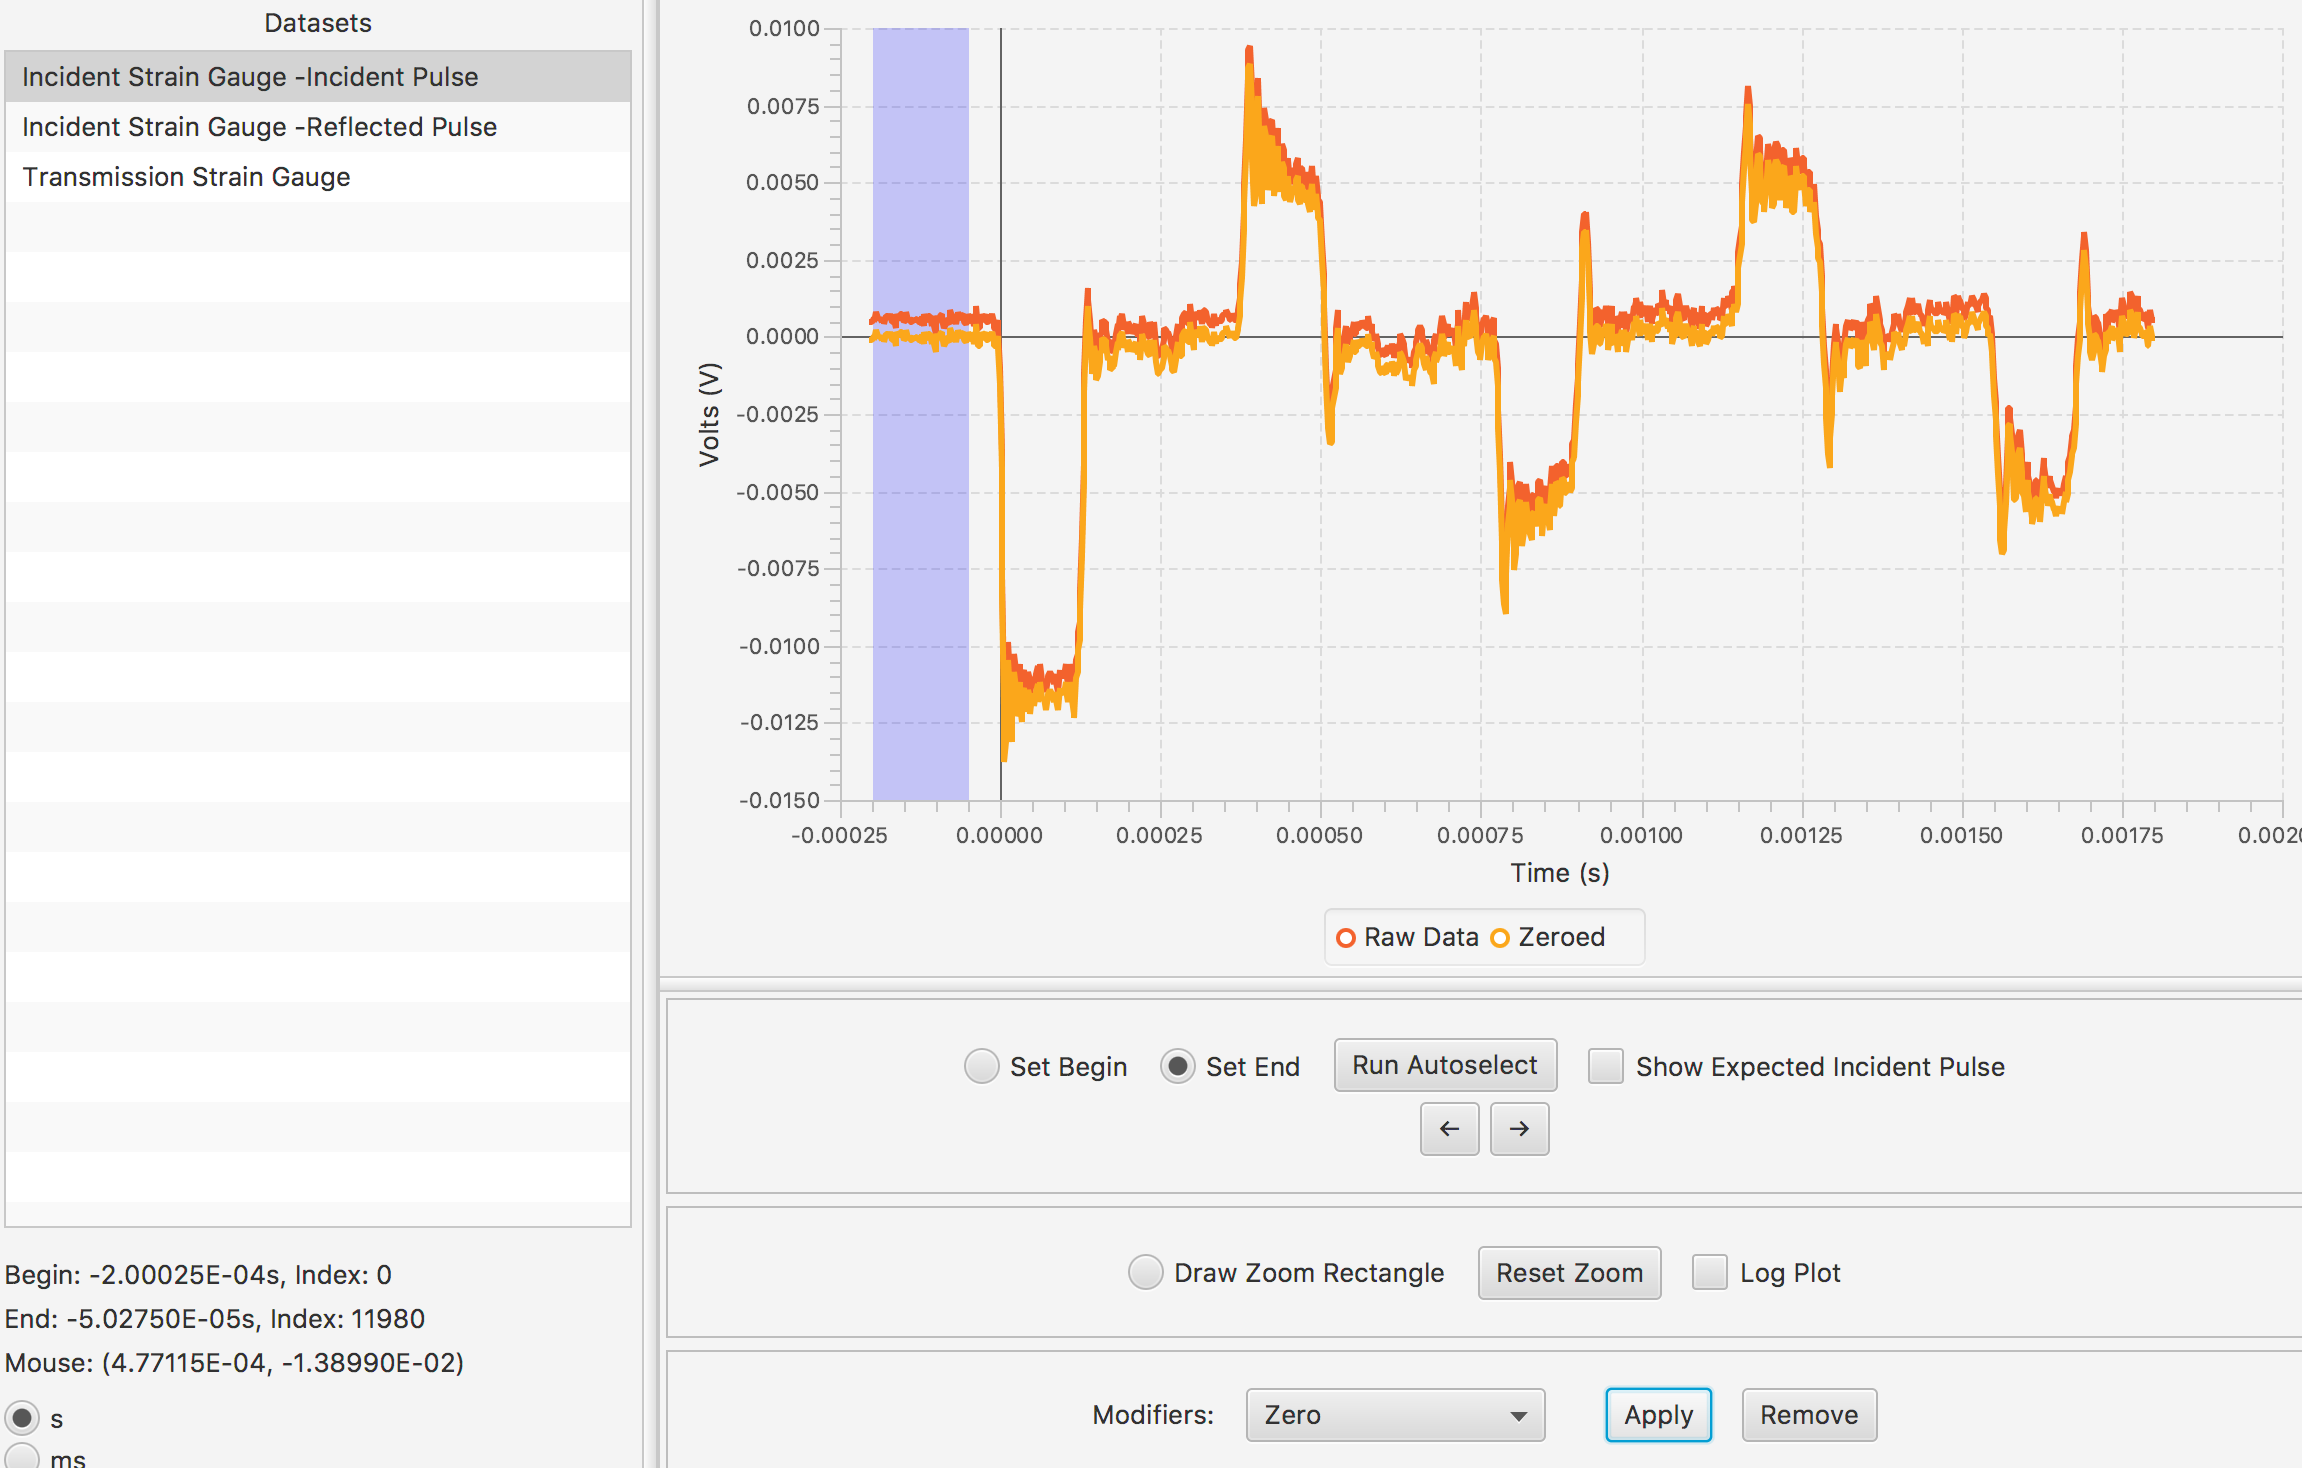 Datasets
Incident Strain Gauge -Incident Pulse
Incident Strain Gauge -Reflected Pulse
Transmission Strain Gauge
Begin: -2.00025E-04s, Index: 0
End: -5.02750E-05s, Index: 11980
Mouse: (4.77115E-04, -1.38990E-02)
s
ms
0.0100
0.0075
0.0050
0.0025
0.0000
-0.0025
-0.0050
-0.0075
-0.0100
-0.0125
-0.0150
Volts (V)
-0.00025 0.00000 0.00025 0.00050 0.00075 0.00100 0.00125 0.00150 0.00175
Time (s)
Raw Data Zeroed
Set Begin Set End Run Autoselect Show Expected Incident Pulse
← →
Draw Zoom Rectangle Reset Zoom Log Plot
Modifiers: Zero Apply Remove